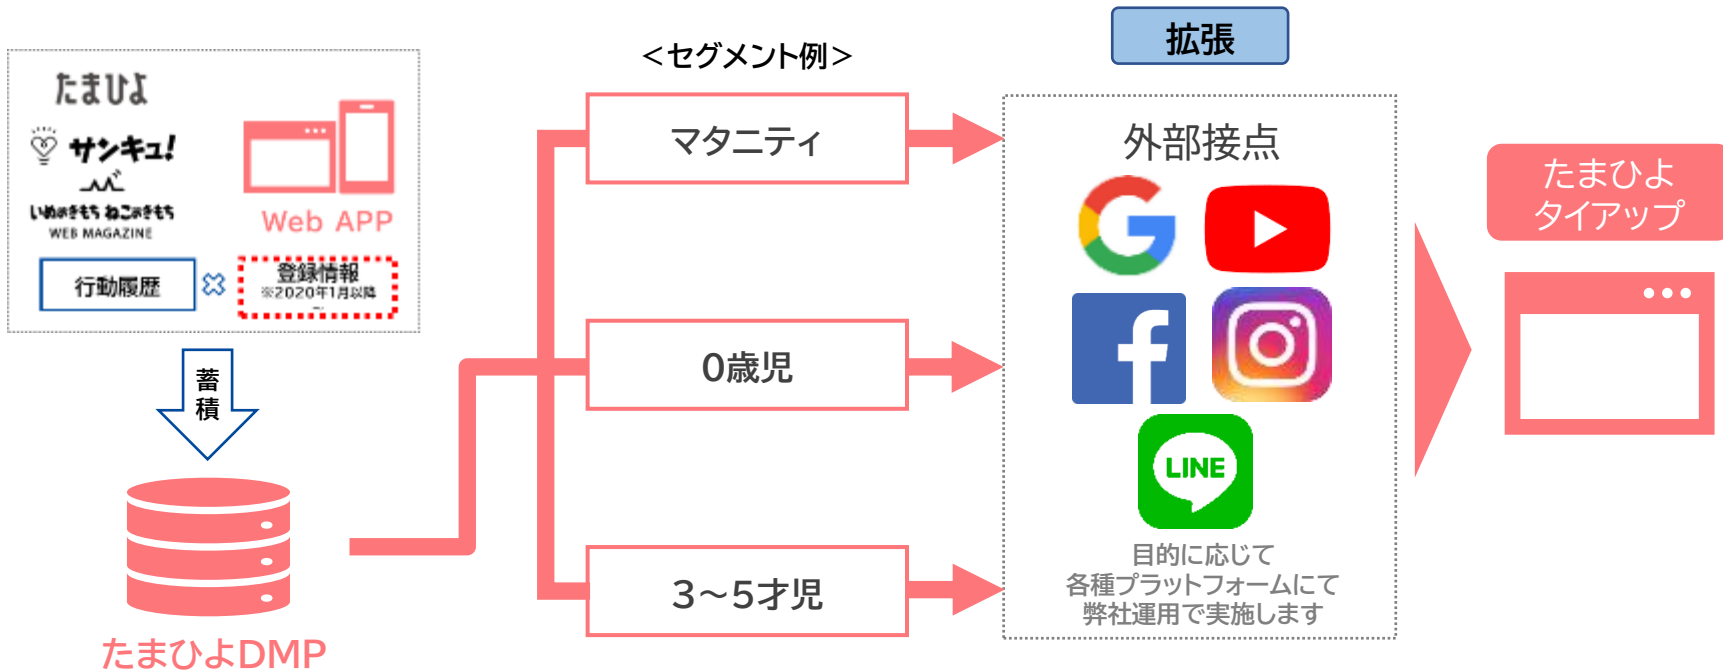 たまひよ
サンキュ!
いぬのきもち ねこのきもち
WEB MAGAZINE
Web APP
行動履歴
登録情報
※2020年1月以降
蓄
積
たまひよDMP
<セグメント例>
マタニティ
0歳児
3~5才児
拡張
外部接点
LINE
目的に応じて
各種プラットフォームにて
弊社運用で実施します
たまひよ
タイアップ